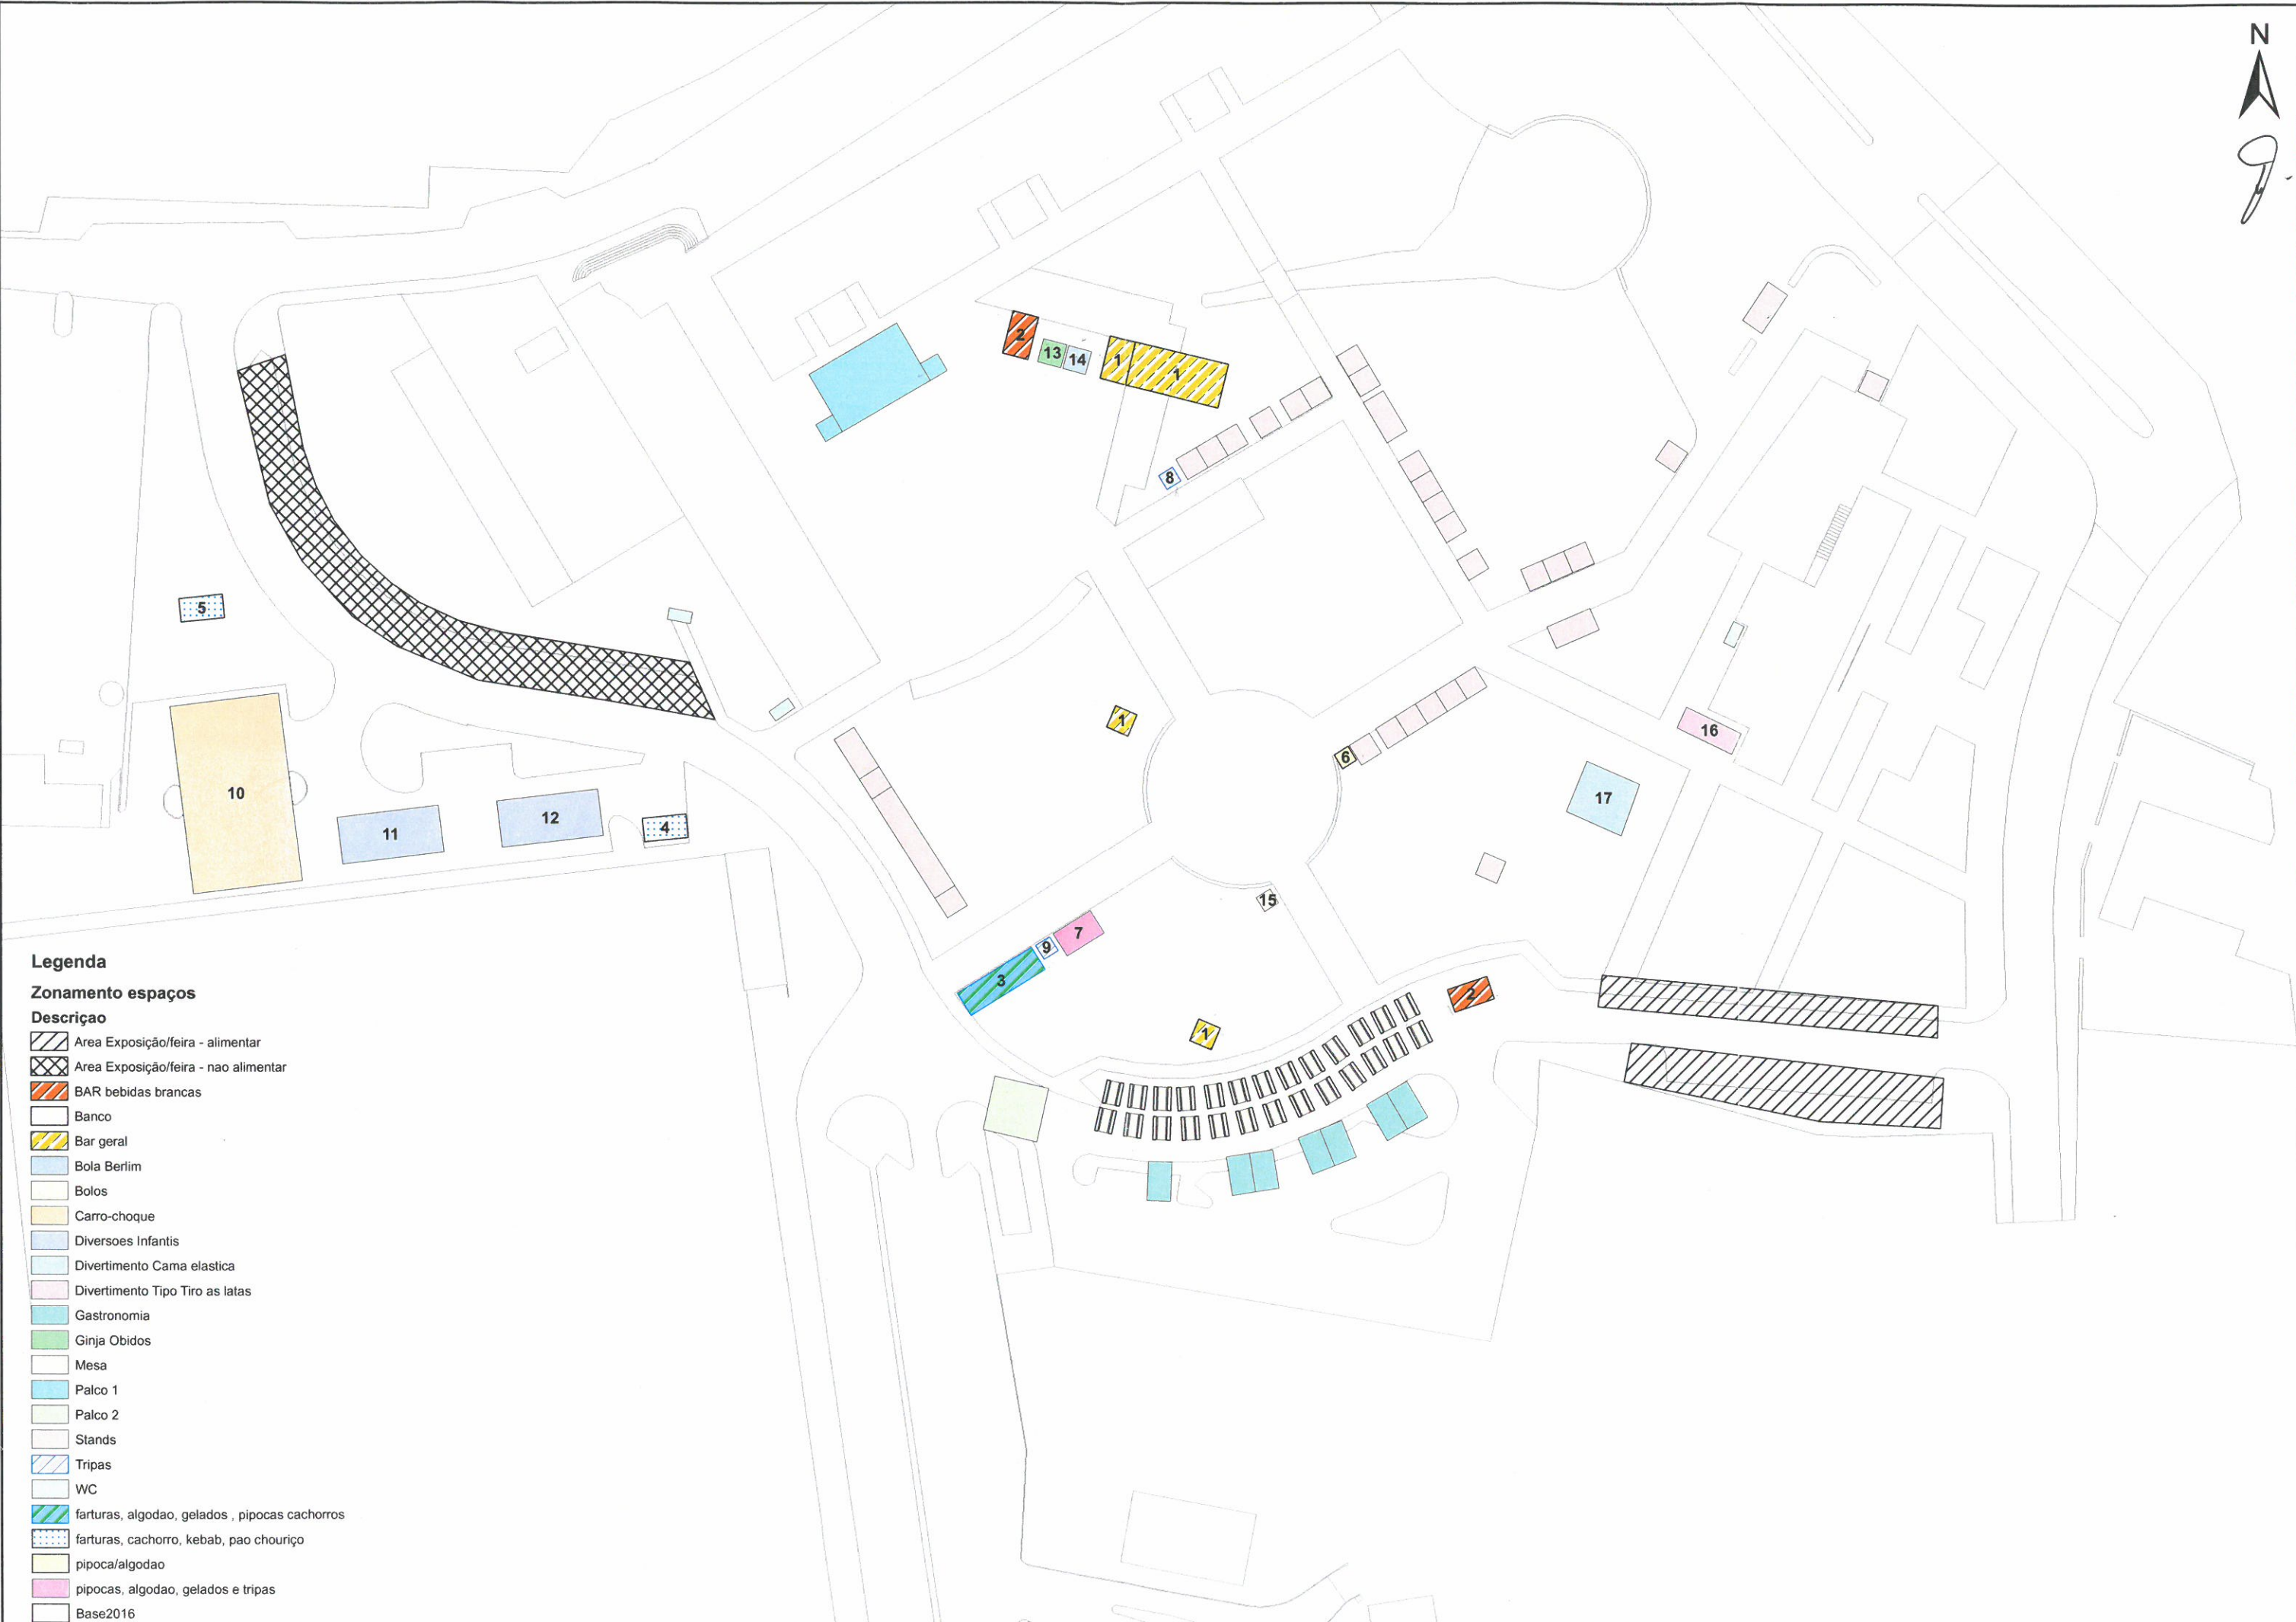 N
2
13
14
1
1
8
5
1
16
6
10
17
12
11
4
15
7
9
3
2
1
Legenda
Zonamento espaços
Descriçao
Area Exposição/feira - alimentar
Area Exposição/feira - nao alimentar
BAR bebidas brancas
Banco
Bar geral
Bola Berlim
Bolos
Carro-choque
Diversoes Infantis
Divertimento Cama elastica
Divertimento Tipo Tiro as latas
Gastronomia
Ginja Obidos
Mesa
Palco 1
Palco 2
Stands
Tripas
WC
farturas, algodao, gelados , pipocas cachorros
farturas, cachorro, kebab, pao chouriço
pipoca/algodao
pipocas, algodao, gelados e tripas
Base2016